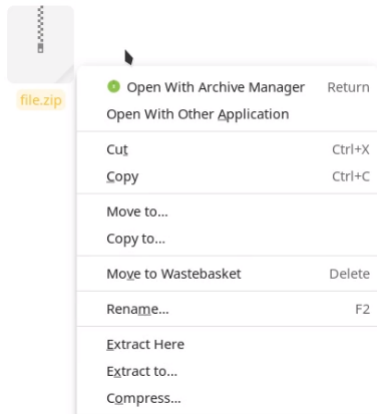 file.zip
Open With Archive Manager Return
Open With Other Application
Cut Ctrl+X
Copy Ctrl+C
Move to...
Copy to...
Move to Wastebasket Delete
Rename... F2
Extract Here
Extract to...
Compress...